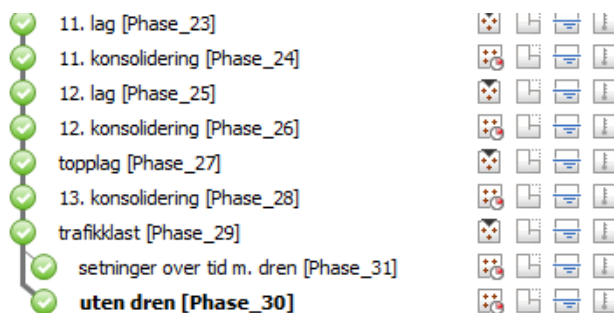 11. lag [Phase_23]
11. konsolidering [Phase_24]
12. lag [Phase_25]
12. konsolidering [Phase_26]
topplag [Phase_27]
13. konsolidering [Phase_28]
trafikklast [Phase_29]
setninger over tid m. dren [Phase_31]
uten dren [Phase_30]